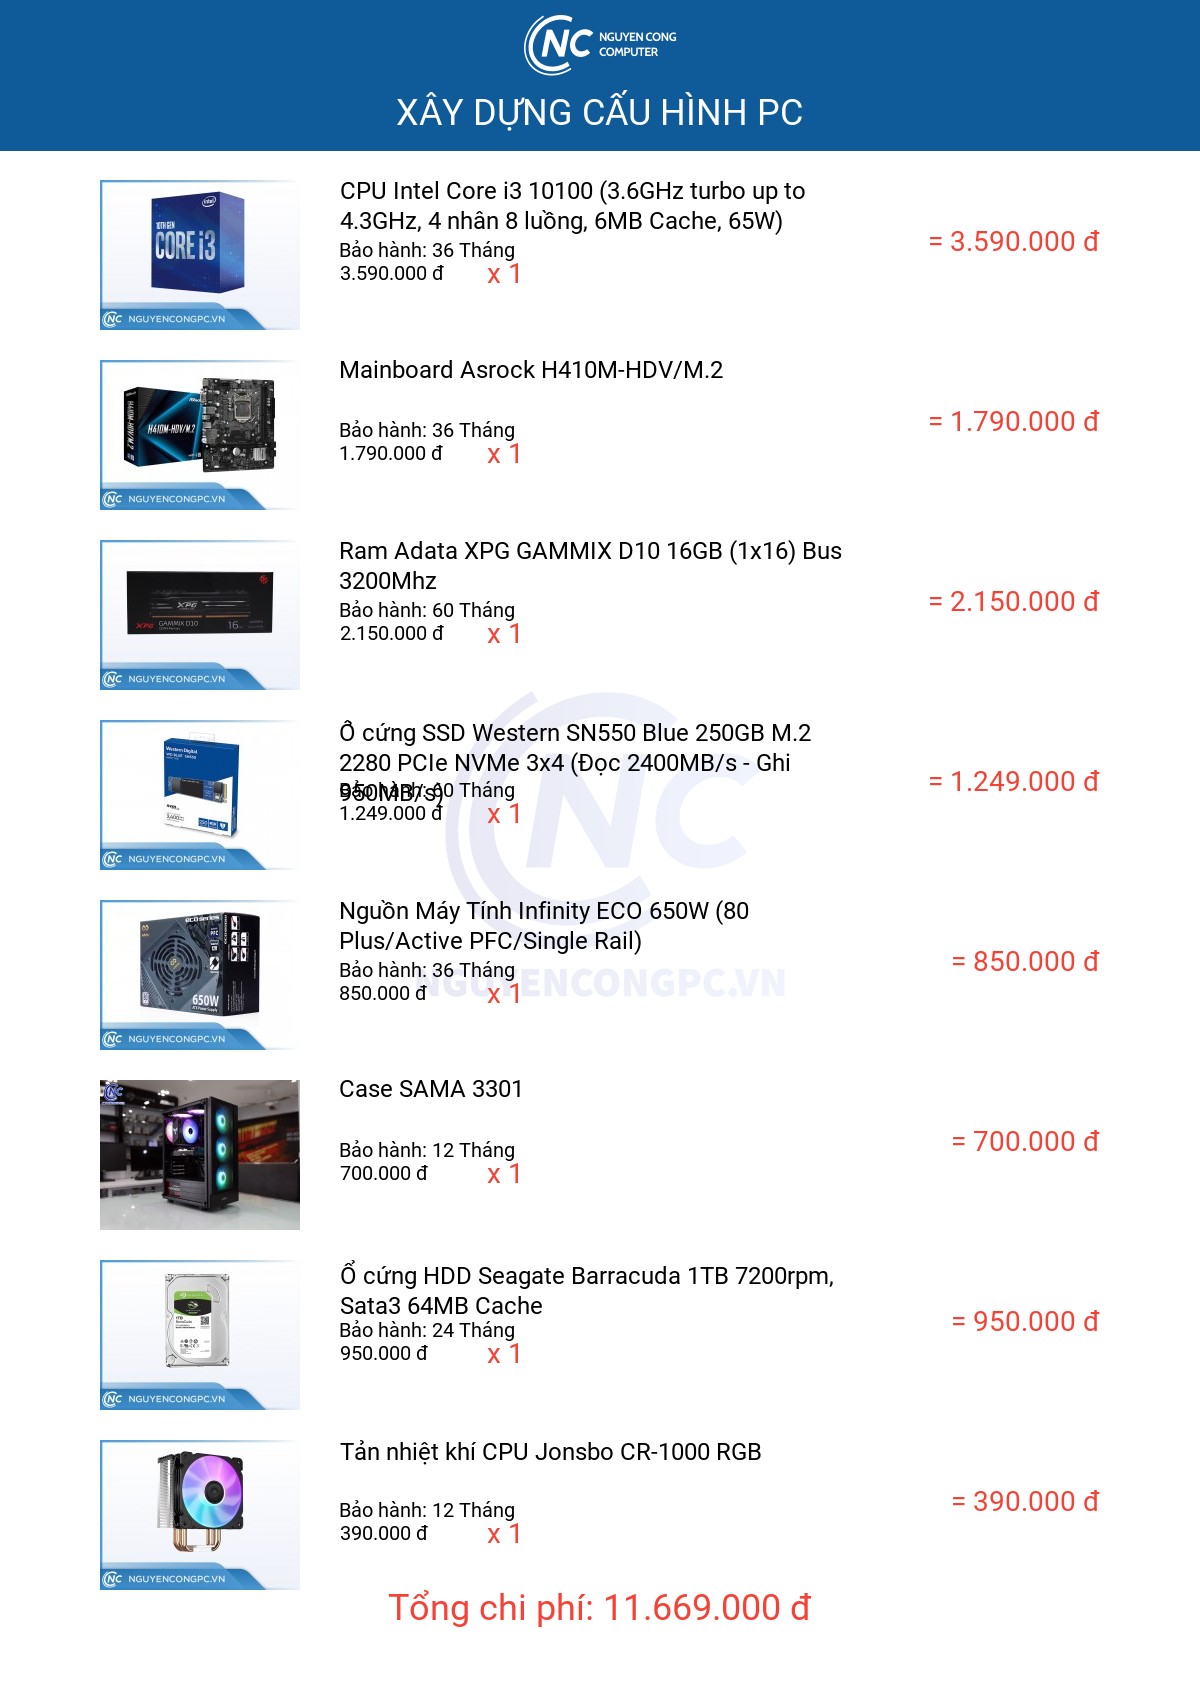 NC NGUYEN CONG
COMPUTER
XÂY DỰNG CẤU HÌNH PC
intel
10TH GEN
CORE i3
NC NGUYENCONGPC.VN
CPU Intel Core i3 10100 (3.6GHz turbo up to
4.3GHz, 4 nhân 8 luồng, 6MB Cache, 65W)
Bảo hành: 36 Tháng
3.590.000 đ x 1
= 3.590.000 đ
H410M-HDV/M.2
H410M-HDV/M.2
NC NGUYENCONGPC.VN
Mainboard Asrock H410M-HDV/M.2
Bảo hành: 36 Tháng
1.790.000 đ x 1
= 1.790.000 đ
XPG
XPG GAMMIX D10 16
NC NGUYENCONGPC.VN
Ram Adata XPG GAMMIX D10 16GB (1x16) Bus
3200Mhz
Bảo hành: 60 Tháng
2.150.000 đ x 1
= 2.150.000 đ
Western Digital
NC NGUYENCONGPC.VN
Ổ cứng SSD Western SN550 Blue 250GB M.2
2280 PCIe NVMe 3x4 (Đọc 2400MB/s - Ghi
950MB/s)
Bảo hành: 60 Tháng
1.249.000 đ x 1
= 1.249.000 đ
NC
NGUYENCONGPC.VN
eco series
650W
NC NGUYENCONGPC.VN
Nguồn Máy Tính Infinity ECO 650W (80
Plus/Active PFC/Single Rail)
Bảo hành: 36 Tháng
850.000 đ x 1
= 850.000 đ
NC
Case SAMA 3301
Bảo hành: 12 Tháng
700.000 đ x 1
= 700.000 đ
NC NGUYENCONGPC.VN
Ổ cứng HDD Seagate Barracuda 1TB 7200rpm,
Sata3 64MB Cache
Bảo hành: 24 Tháng
950.000 đ x 1
= 950.000 đ
NC NGUYENCONGPC.VN
Tản nhiệt khí CPU Jonsbo CR-1000 RGB
Bảo hành: 12 Tháng
390.000 đ x 1
= 390.000 đ
Tổng chi phí: 11.669.000 đ